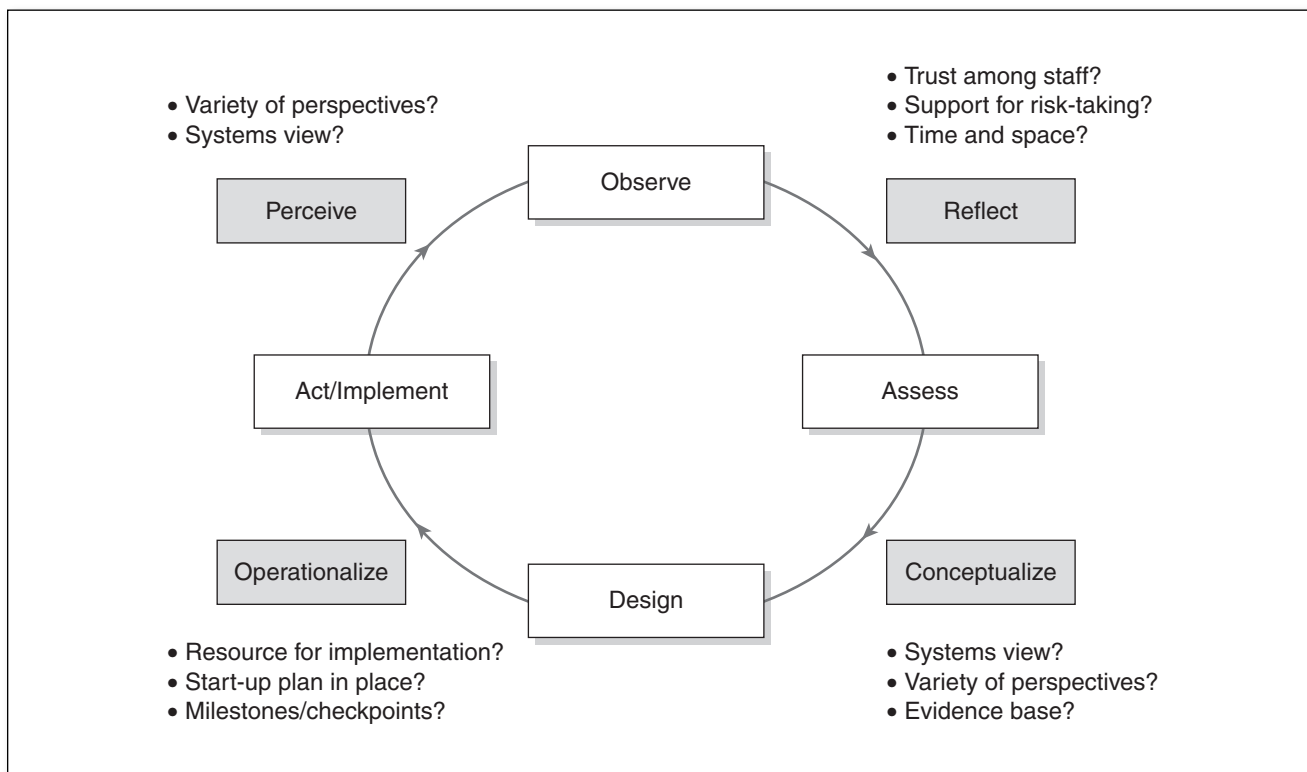 • Variety of perspectives?
• Systems view?
• Trust among staff?
• Support for risk-taking?
• Time and space?
Perceive
Observe
Reflect
Act/Implement
Assess
Operationalize
Design
Conceptualize
• Resource for implementation?
• Start-up plan in place?
• Milestones/checkpoints?
• Systems view?
• Variety of perspectives?
• Evidence base?